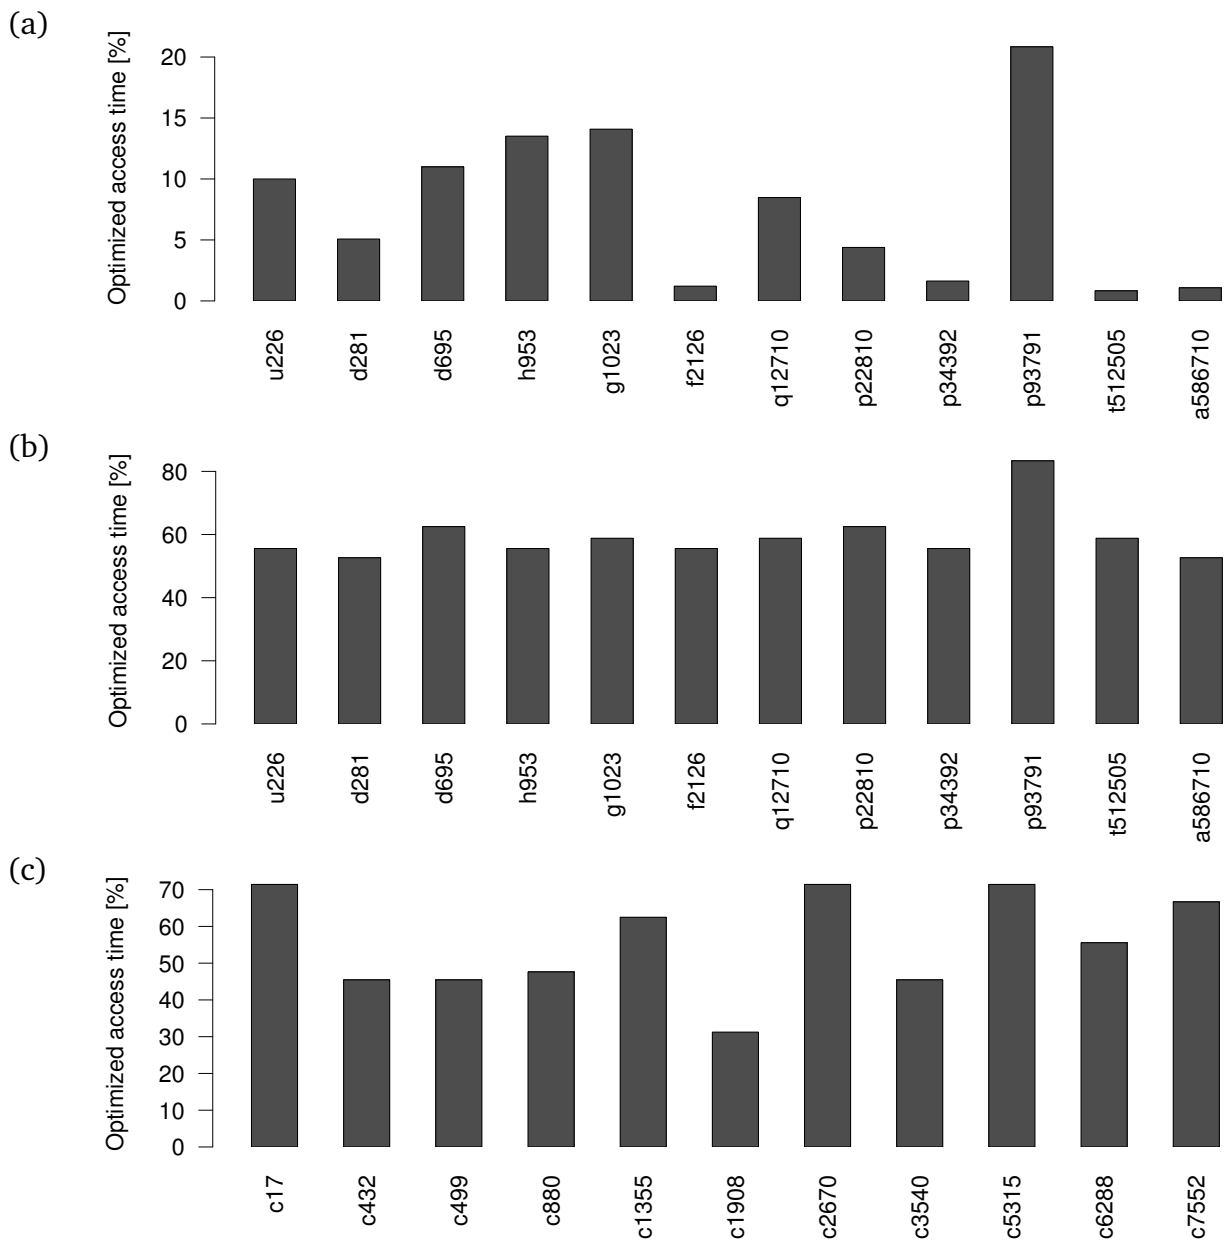 (a)
Optimized access time [%]
20
15
10
5
0
u226
d281
d695
h953
g1023
f2126
q12710
p22810
p34392
p93791
t512505
a586710
(b)
Optimized access time [%]
80
60
40
20
0
u226
d281
d695
h953
g1023
f2126
q12710
p22810
p34392
p93791
t512505
a586710
(c)
Optimized access time [%]
70
60
50
40
30
20
10
0
c17
c432
c499
c880
c1355
c1908
c2670
c3540
c5315
c6288
c7552